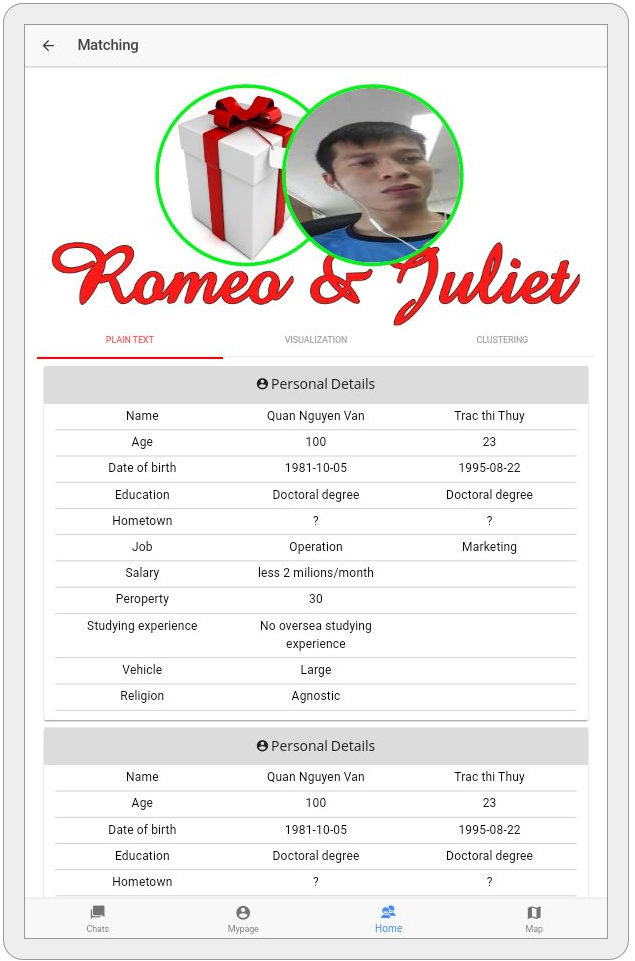 Matching
Romeo & Juliet
PLAIN TEXT VISUALIZATION CLUSTERING
Personal Details
Name Quan Nguyen Van Trac thi Thuy
Age 100 23
Date of birth 1981-10-05 1995-08-22
Education Doctoral degree Doctoral degree
Hometown ? ?
Job Operation Marketing
Salary less 2 milions/month
Peroperty 30
Studying experience No oversea studying
experience
Vehicle Large
Religion Agnostic
Personal Details
Name Quan Nguyen Van Trac thi Thuy
Age 100 23
Date of birth 1981-10-05 1995-08-22
Education Doctoral degree Doctoral degree
Hometown ? ?
Chats Mypage Home Map